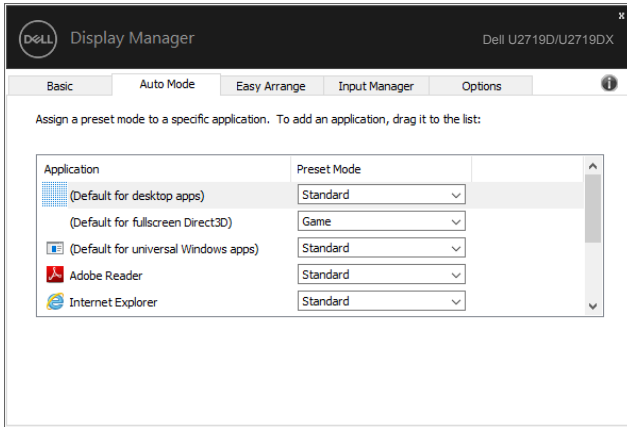 x
DELL Display Manager Dell U2719D/U2719DX
Basic Auto Mode Easy Arrange Input Manager Options i
Assign a preset mode to a specific application. To add an application, drag it to the list:
Application Preset Mode
(Default for desktop apps) Standard
(Default for fullscreen Direct3D) Game
(Default for universal Windows apps) Standard
Adobe Reader Standard
Internet Explorer Standard